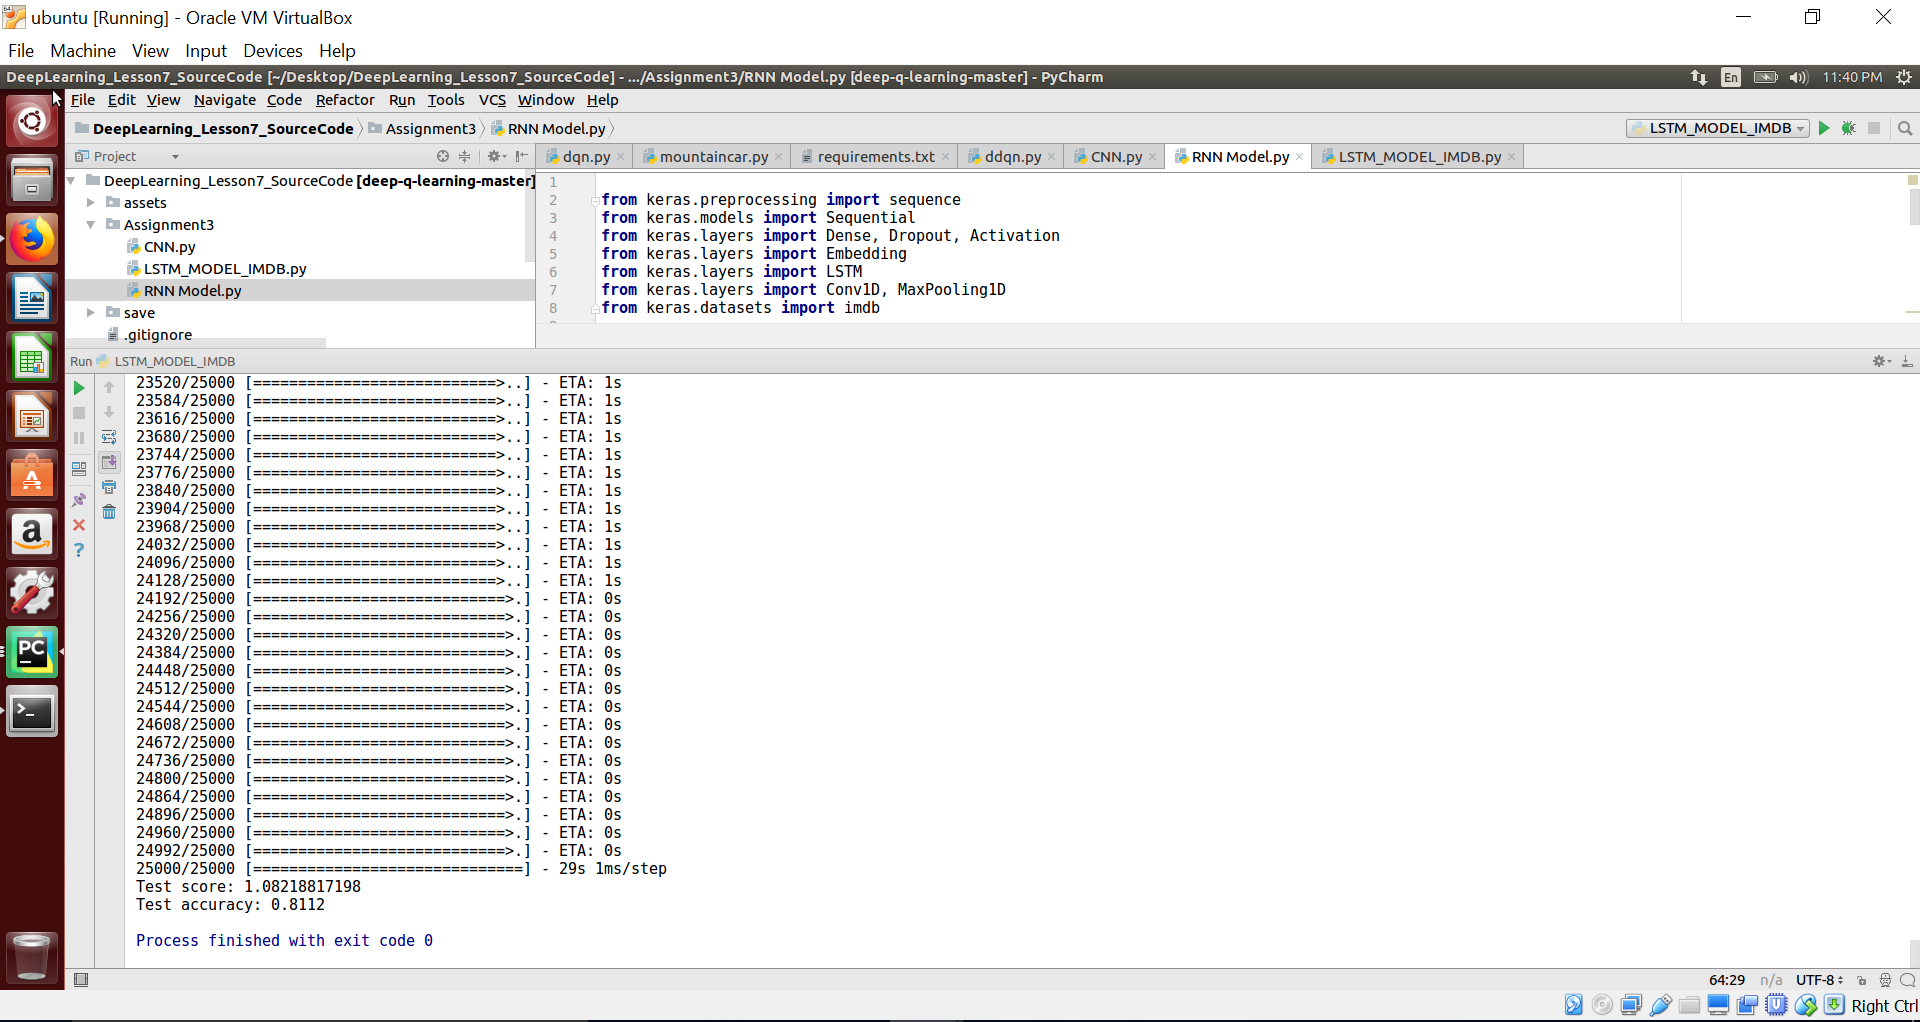 ubuntu [Running] - Oracle VM VirtualBox
File Machine View Input Devices Help
DeepLearning_Lesson7_SourceCode [~/Desktop/DeepLearning_Lesson7_SourceCode] - .../Assignment3/RNN Model.py [deep-q-learning-master] - PyCharm
En 11:40 PM
File Edit View Navigate Code Refactor Run Tools VCS Window Help
DeepLearning_Lesson7_SourceCode Assignment3 RNN Model.py
LSTM_MODEL_IMDB
Project
dqn.py mountaincar.py requirements.txt ddqn.py CNN.py RNN Model.py LSTM_MODEL_IMDB.py
DeepLearning_Lesson7_SourceCode [deep-q-learning-master]
assets
Assignment3
CNN.py
LSTM_MODEL_IMDB.py
RNN Model.py
save
.gitignore
1
2 from keras.preprocessing import sequence
3 from keras.models import Sequential
4 from keras.layers import Dense, Dropout, Activation
5 from keras.layers import Embedding
6 from keras.layers import LSTM
7 from keras.layers import Conv1D, MaxPooling1D
8 from keras.datasets import imdb
Run LSTM_MODEL_IMDB
23520/25000 [===========================>..] - ETA: 1s
23584/25000 [===========================>..] - ETA: 1s
23616/25000 [===========================>..] - ETA: 1s
23680/25000 [===========================>..] - ETA: 1s
23744/25000 [===========================>..] - ETA: 1s
23776/25000 [===========================>..] - ETA: 1s
23840/25000 [===========================>..] - ETA: 1s
23904/25000 [===========================>..] - ETA: 1s
23968/25000 [===========================>..] - ETA: 1s
24032/25000 [===========================>..] - ETA: 1s
24096/25000 [===========================>..] - ETA: 1s
24128/25000 [===========================>..] - ETA: 1s
24192/25000 [============================>.] - ETA: 0s
24256/25000 [============================>.] - ETA: 0s
24320/25000 [============================>.] - ETA: 0s
24384/25000 [============================>.] - ETA: 0s
24448/25000 [============================>.] - ETA: 0s
24512/25000 [============================>.] - ETA: 0s
24544/25000 [============================>.] - ETA: 0s
24608/25000 [============================>.] - ETA: 0s
24672/25000 [============================>.] - ETA: 0s
24736/25000 [============================>.] - ETA: 0s
24800/25000 [============================>.] - ETA: 0s
24864/25000 [============================>.] - ETA: 0s
24896/25000 [============================>.] - ETA: 0s
24960/25000 [============================>.] - ETA: 0s
24992/25000 [============================>.] - ETA: 0s
25000/25000 [==============================] - 29s 1ms/step
Test score: 1.08218817198
Test accuracy: 0.8112
Process finished with exit code 0
64:29 n/a UTF-8
Right Ctrl